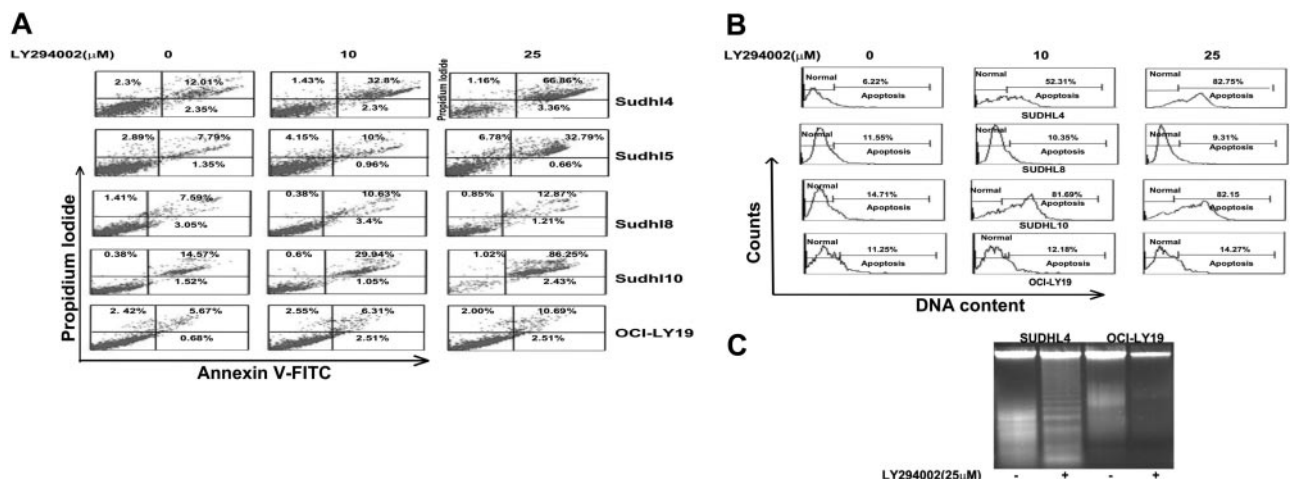 A
LY294002(μM) 0 10 25
2.3% 12.01% 1.43% 32.8% 1.16% 66.86%
2.35% 2.3% 3.36%
Propidium Iodide
Sudhl4
2.89% 7.79% 4.15% 10% 6.78% 32.79%
1.35% 0.96% 0.66%
Sudhl5
1.41% 7.59% 0.38% 10.63% 0.85% 12.87%
3.05% 3.4% 1.21%
Sudhl8
0.38% 14.57% 0.6% 29.94% 1.02% 86.25%
1.52% 1.05% 2.43%
Sudhl10
2. 42% 5.67% 2.55% 6.31% 2.00% 10.69%
0.68% 2.51% 2.51%
OCI-LY19
Propidium Iodide
Annexin V-FITC
B
LY294002(μM) 0 10 25
Normal 6.22% Normal 52.31% Normal 82.75%
Apoptosis Apoptosis Apoptosis
SUDHL4
Normal 11.55% Normal 10.35% Normal 9.31%
Apoptosis Apoptosis Apoptosis
SUDHL8
Normal 14.71% Normal 81.69% Normal 82.15
Apoptosis Apoptosis Apoptosis
SUDHL10
Normal 11.25% Normal 12.18% Normal 14.27%
Apoptosis Apoptosis Apoptosis
OCI-LY19
Counts
DNA content
C
SUDHL4 OCI-LY19
LY294002(25μM) - + - +